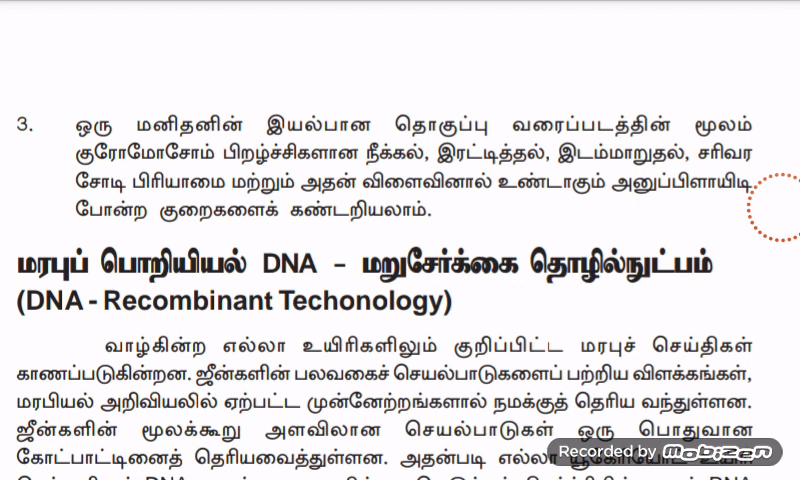 3. ஒரு மனிதனின் இயல்பான தொகுப்பு வரைப்படத்தின் மூலம்
குரோமோசோம் பிறழ்ச்சிகளான நீக்கல், இரட்டித்தல், இடம்மாறுதல், சரிவர
சோடி பிரியாமை மற்றும் அதன் விளைவினால் உண்டாகும் அனுப்பிளாயிடி
போன்ற குறைகளைக் கண்டறியலாம்.
மரபுப் பொறியியல் DNA – மறுசேர்க்கை தொழில்நுட்பம்
(DNA - Recombinant Techonology)
வாழ்கின்ற எல்லா உயிரிகளிலும் குறிப்பிட்ட மரபுச் செய்திகள்
காணப்படுகின்றன. ஜீன்களின் பலவகைச் செயல்பாடுகளைப் பற்றிய விளக்கங்கள்,
மரபியல் அறிவியலில் ஏற்பட்ட முன்னேற்றங்களால் நமக்குத் தெரிய வந்துள்ளன.
ஜீன்களின் மூலக்கூறு அளவிலான செயல்பாடுகள் ஒரு பொதுவான
கோட்பாட்டினைத் தெரியவைத்துள்ளன. அதன்படி எல்லா
Recorded by MOBIZEN